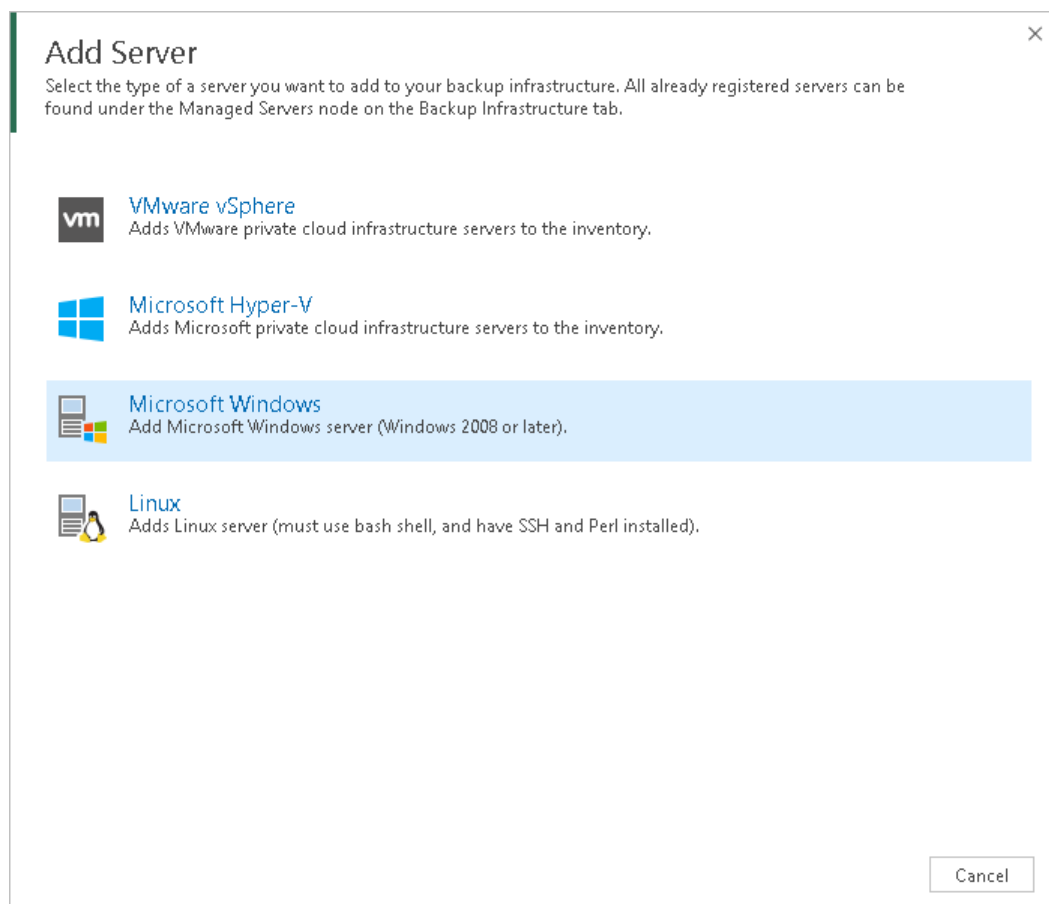 Add Server
Select the type of a server you want to add to your backup infrastructure. All already registered servers can be
found under the Managed Servers node on the Backup Infrastructure tab.
vm
VMware vSphere
Adds VMware private cloud infrastructure servers to the inventory.
Microsoft Hyper-V
Adds Microsoft private cloud infrastructure servers to the inventory.
Microsoft Windows
Add Microsoft Windows server (Windows 2008 or later).
Linux
Adds Linux server (must use bash shell, and have SSH and Perl installed).
Cancel